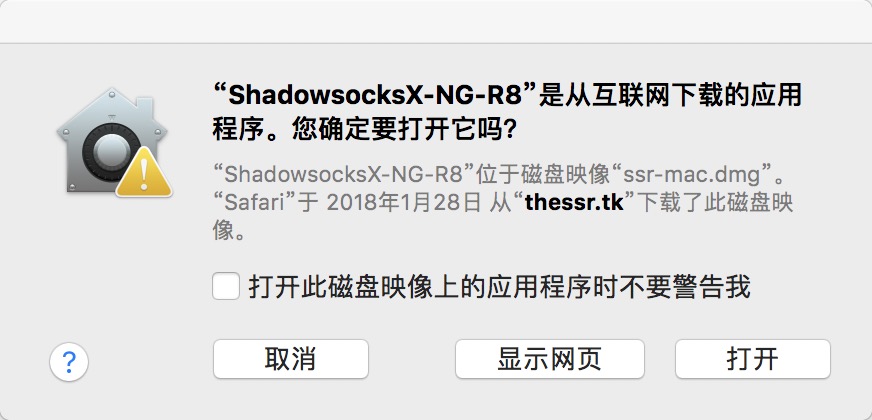 “ShadowsocksX-NG-R8”是从互联网下载的应用
程序。您确定要打开它吗？
“ShadowsocksX-NG-R8”位于磁盘映像“ssr-mac.dmg”。
“Safari”于 2018年1月28日 从“thessr.tk”下载了此磁盘映
像。
打开此磁盘映像上的应用程序时不要警告我
? 取消 显示网页 打开